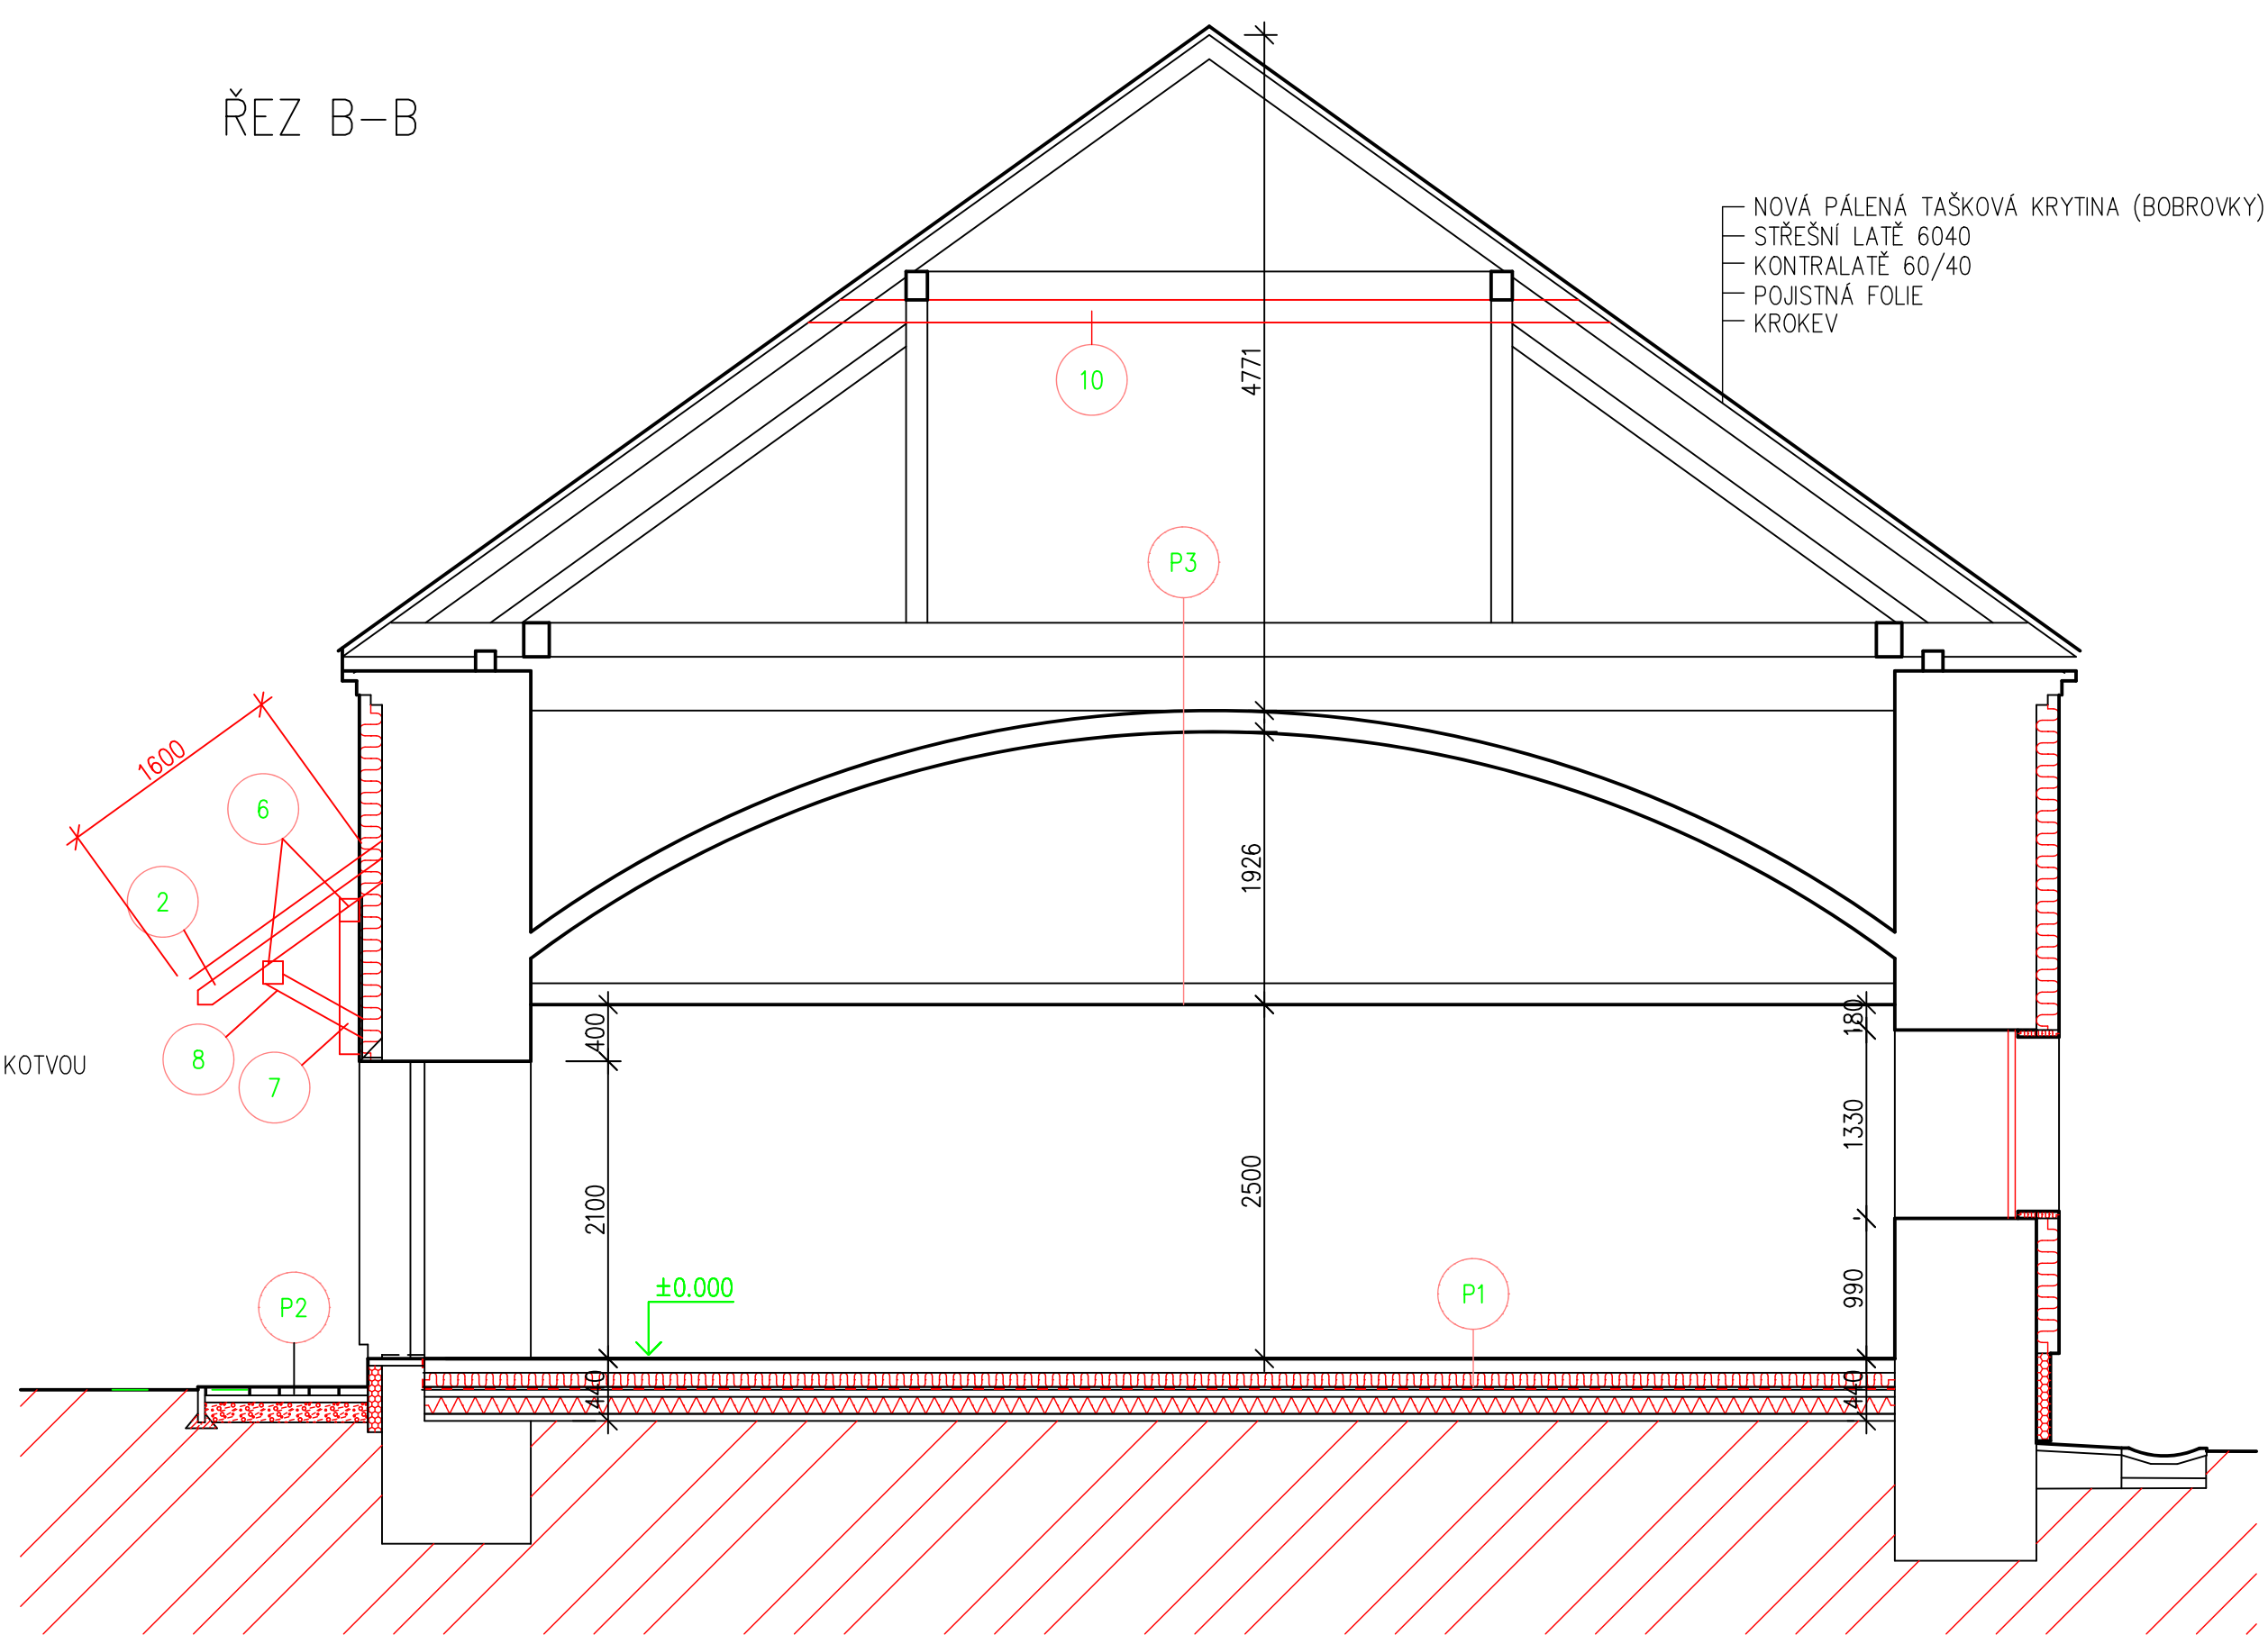 ŘEZ B-B
NOVÁ PÁLENÁ TAŠKOVÁ KRYTINA (BOBROVKY)
STŘEŠNÍ LATĚ 6040
KONTRALATĚ 60/40
POJISTNÁ FOLIE
KROKEV
4771
10
P3
1600
6
2
1926
400
180
8
7
KOTVOU
1330
2100
2500
±0.000
P2
P1
990
440
440